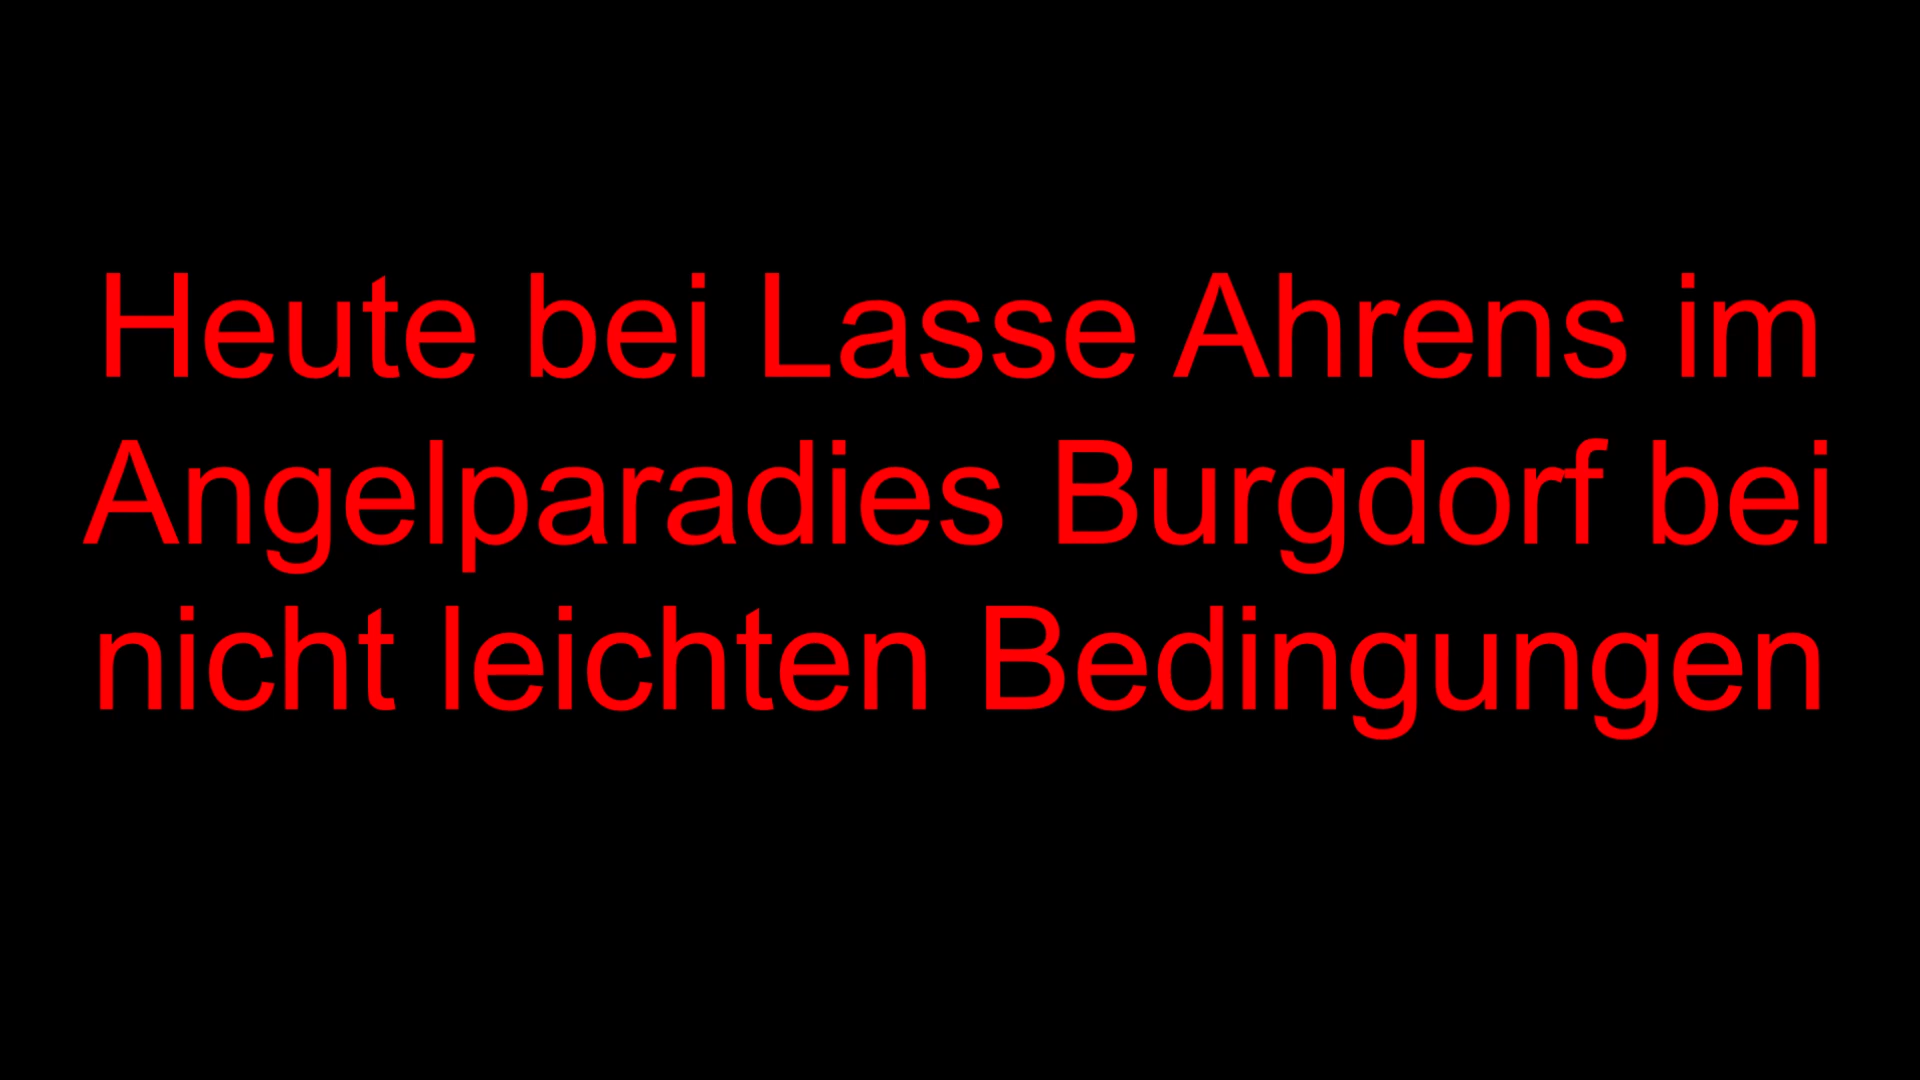 Heute bei Lasse Ahrens im
Angelparadies Burgdorf bei
nicht leichten Bedingungen